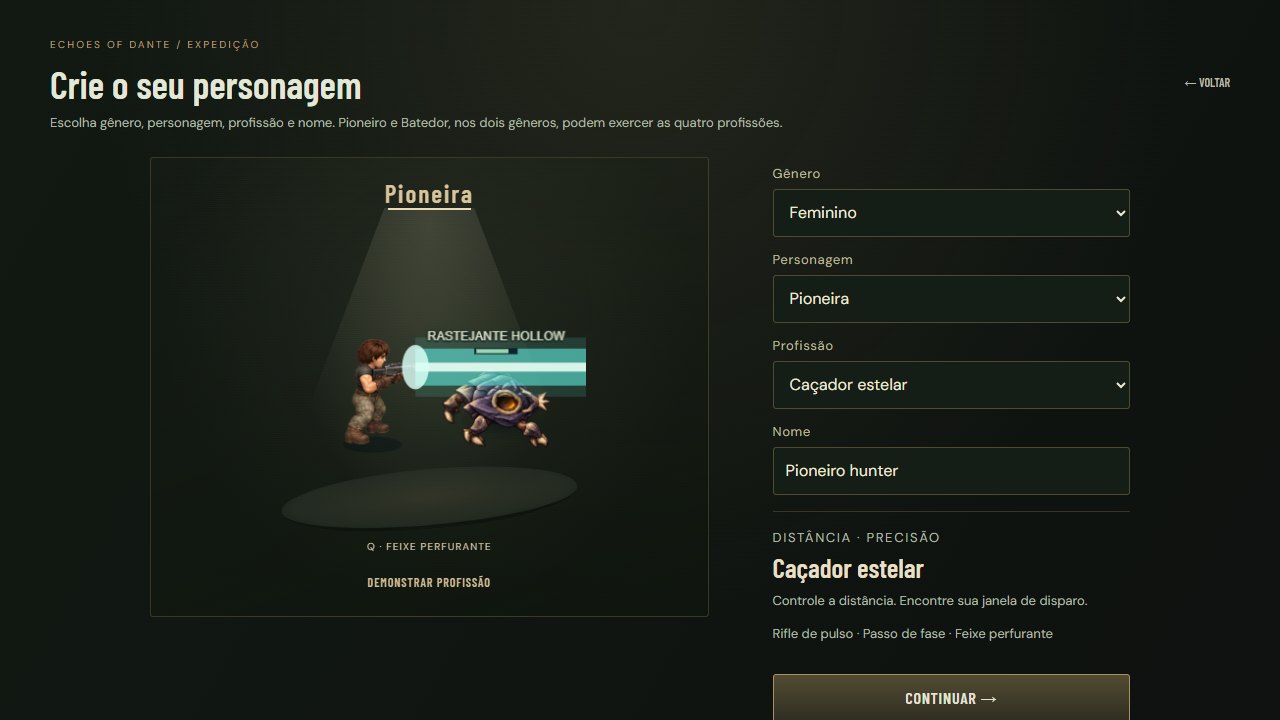 ECHOES OF DANTE / EXPEDIÇÃO
Crie o seu personagem
← VOLTAR
Escolha gênero, personagem, profissão e nome. Pioneiro e Batedor, nos dois gêneros, podem exercer as quatro profissões.
Pioneira
RASTEJANTE HOLLOW
Q · FEIXE PERFURANTE
DEMONSTRAR PROFISSÃO
Gênero
Feminino
Personagem
Pioneira
Profissão
Caçador estelar
Nome
Pioneiro hunter
DISTÂNCIA · PRECISÃO
Caçador estelar
Controle a distância. Encontre sua janela de disparo.
Rifle de pulso · Passo de fase · Feixe perfurante
CONTINUAR →